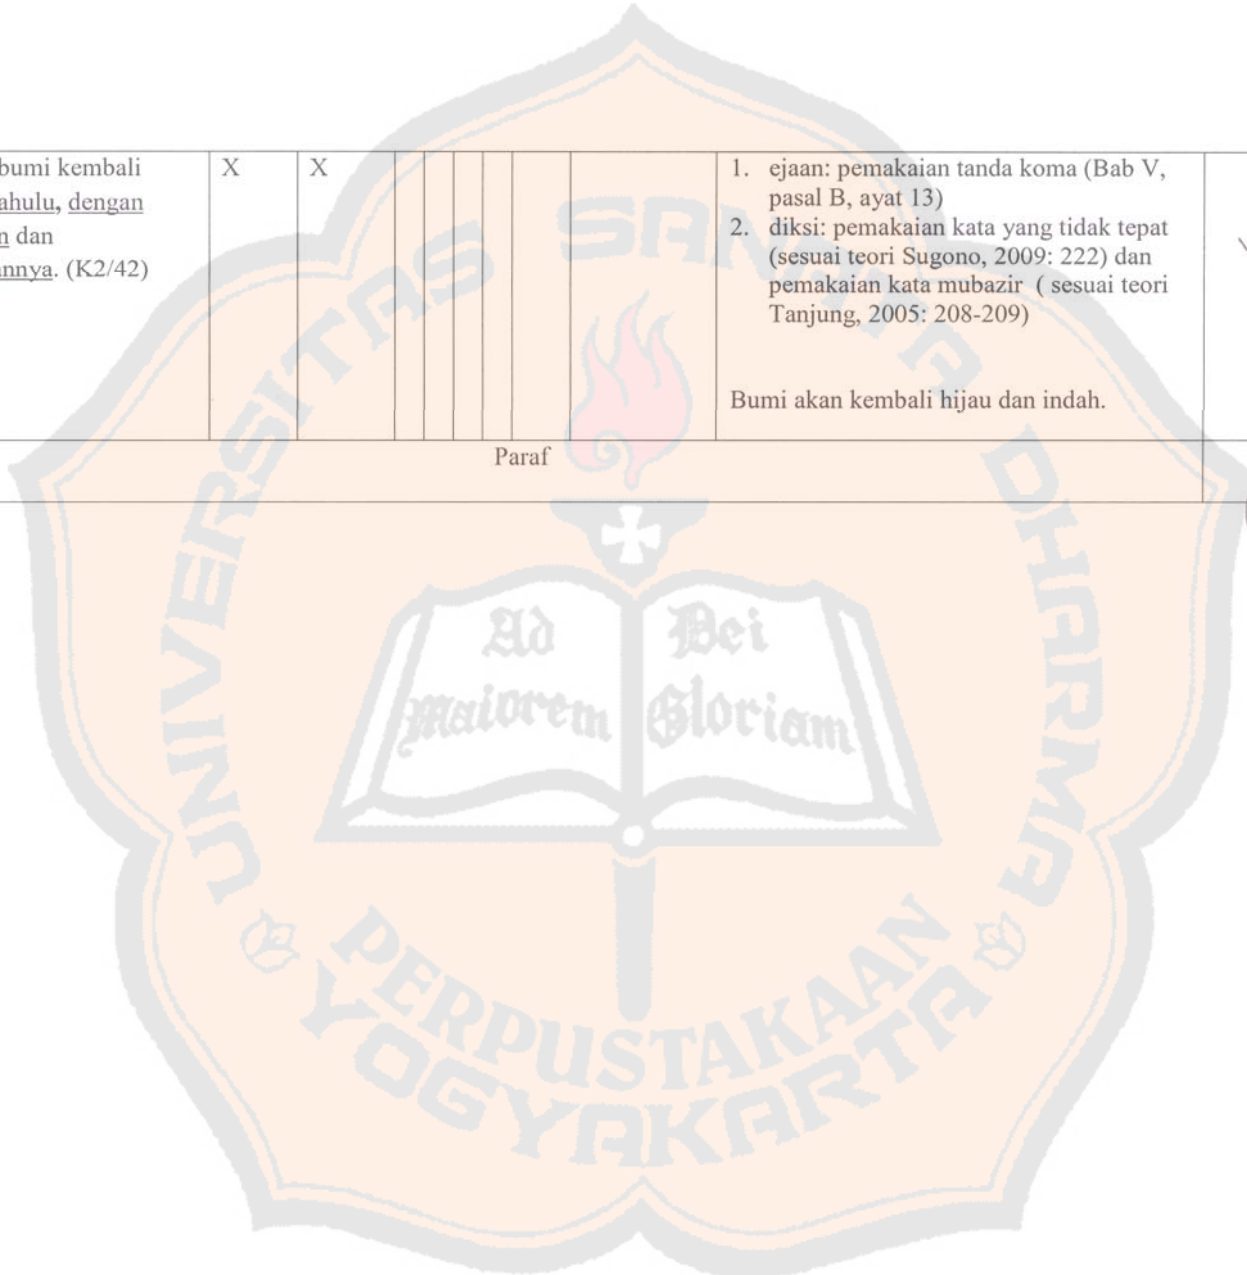 bumi kembali
ahulu, dengan
n dan
annya. (K2/42)
X
X
1. ejaan: pemakaian tanda koma (Bab V,
pasal B, ayat 13)
2. diksi: pemakaian kata yang tidak tepat
(sesuai teori Sugono, 2009: 222) dan
pemakaian kata mubazir ( sesuai teori
Tanjung, 2005: 208-209)
Bumi akan kembali hijau dan indah.
Paraf
UNIVERSITAS SANATA DHARMA
Ad
Maiorem
Dei
Gloriam
PERPUSTAKAAN
YOGYAKARTA